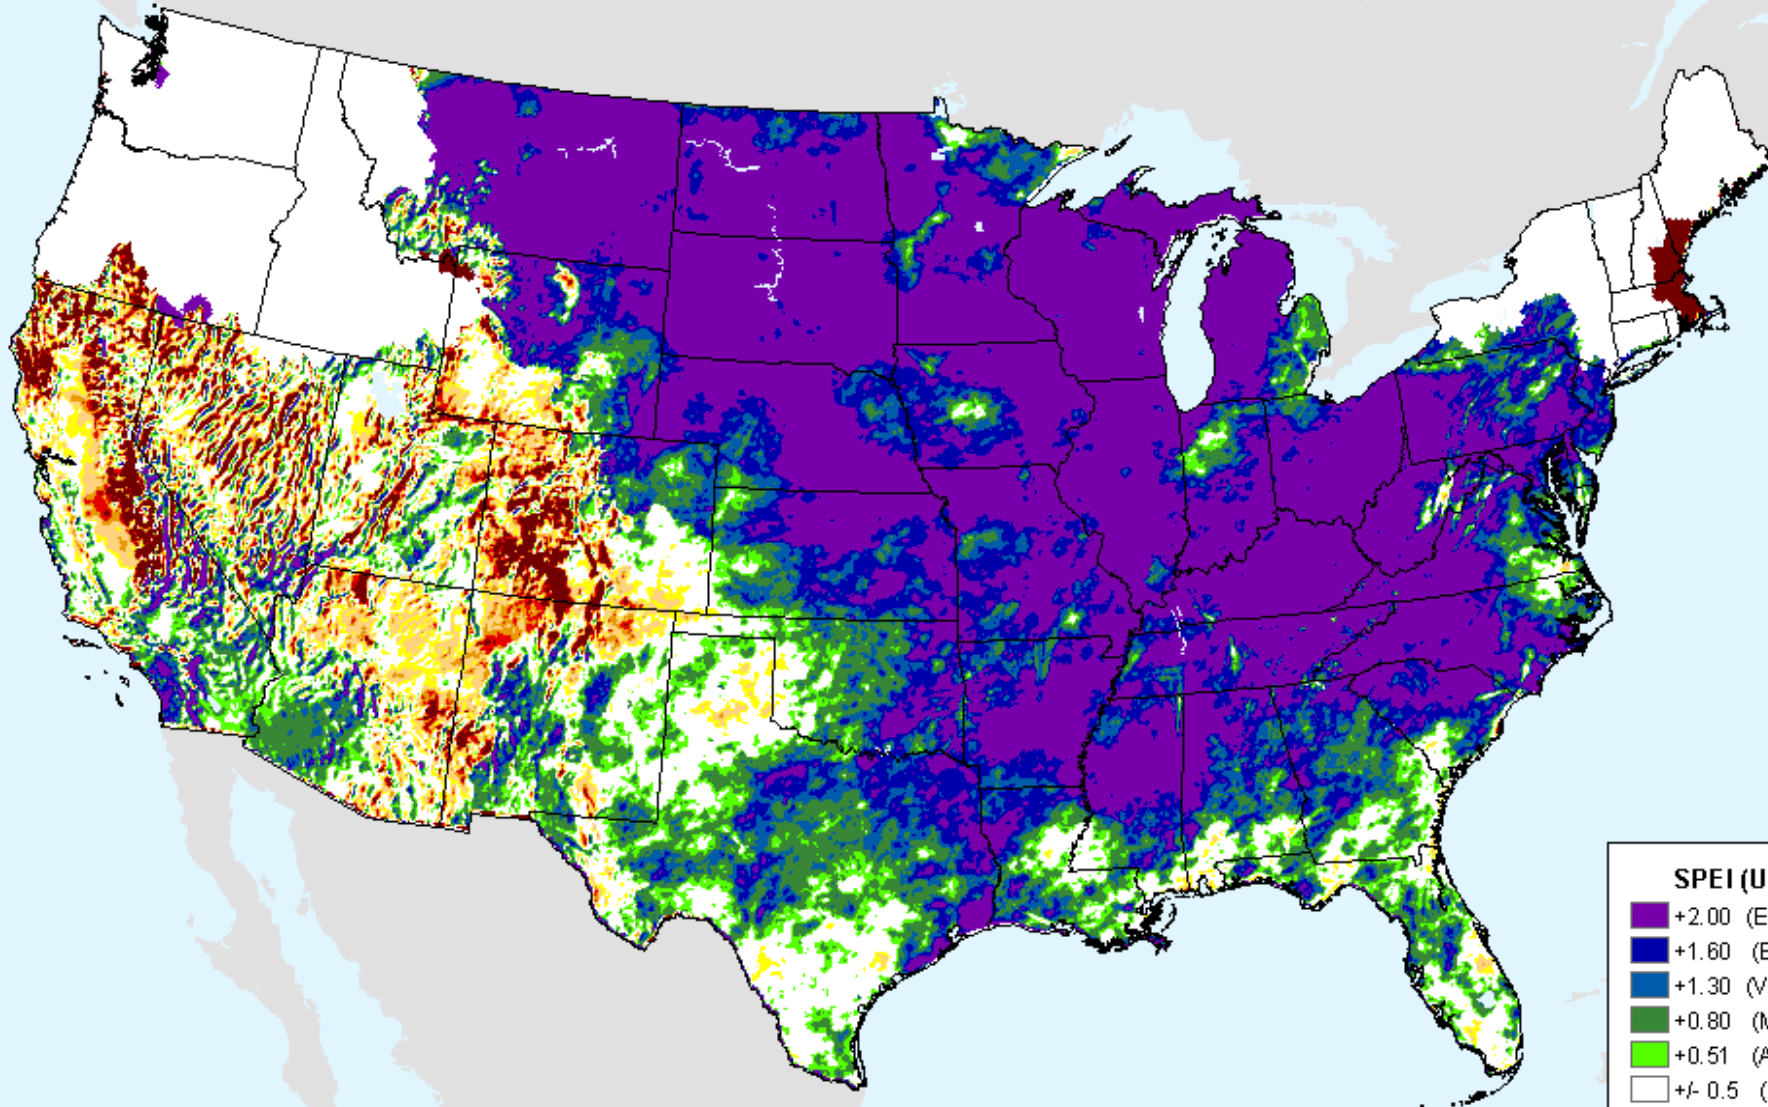 SPEI (U
+2.00 (E
+1.60 (E
+1.30 (V
+0.80 (M
+0.51 (A
+/- 0.5 (